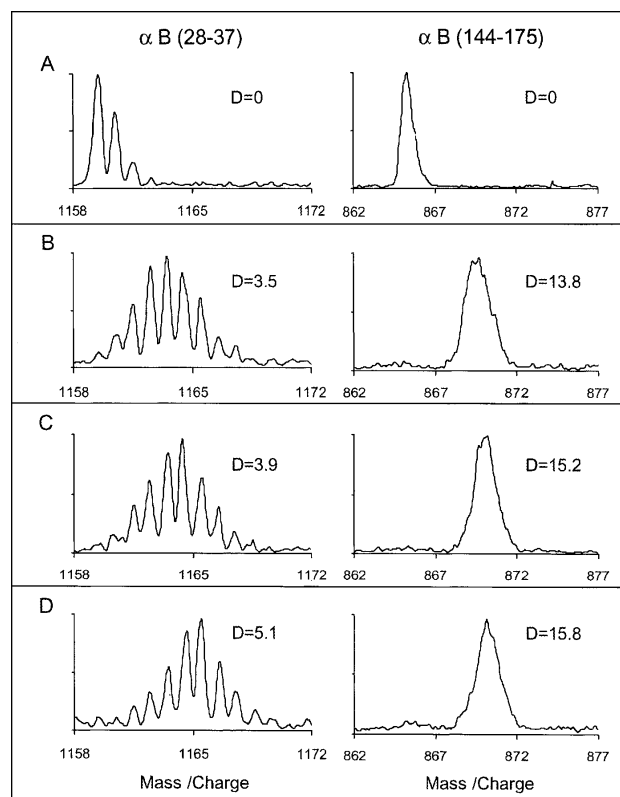 α B (28-37) α B (144-175)
A
D=0 D=0
1158 1165 1172 862 867 872 877
B
D=3.5 D=13.8
1158 1165 1172 862 867 872 877
C
D=3.9 D=15.2
1158 1165 1172 862 867 872 877
D
D=5.1 D=15.8
1158 1165 1172 862 867 872 877
Mass /Charge Mass /Charge